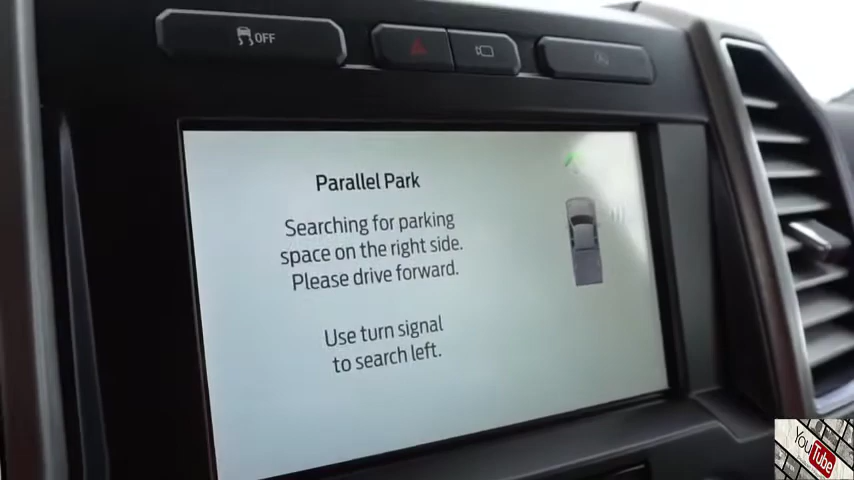 OFF
Parallel Park
Searching for parking
space on the right side.
Please drive forward.
Use turn signal
to search left.
YouTube